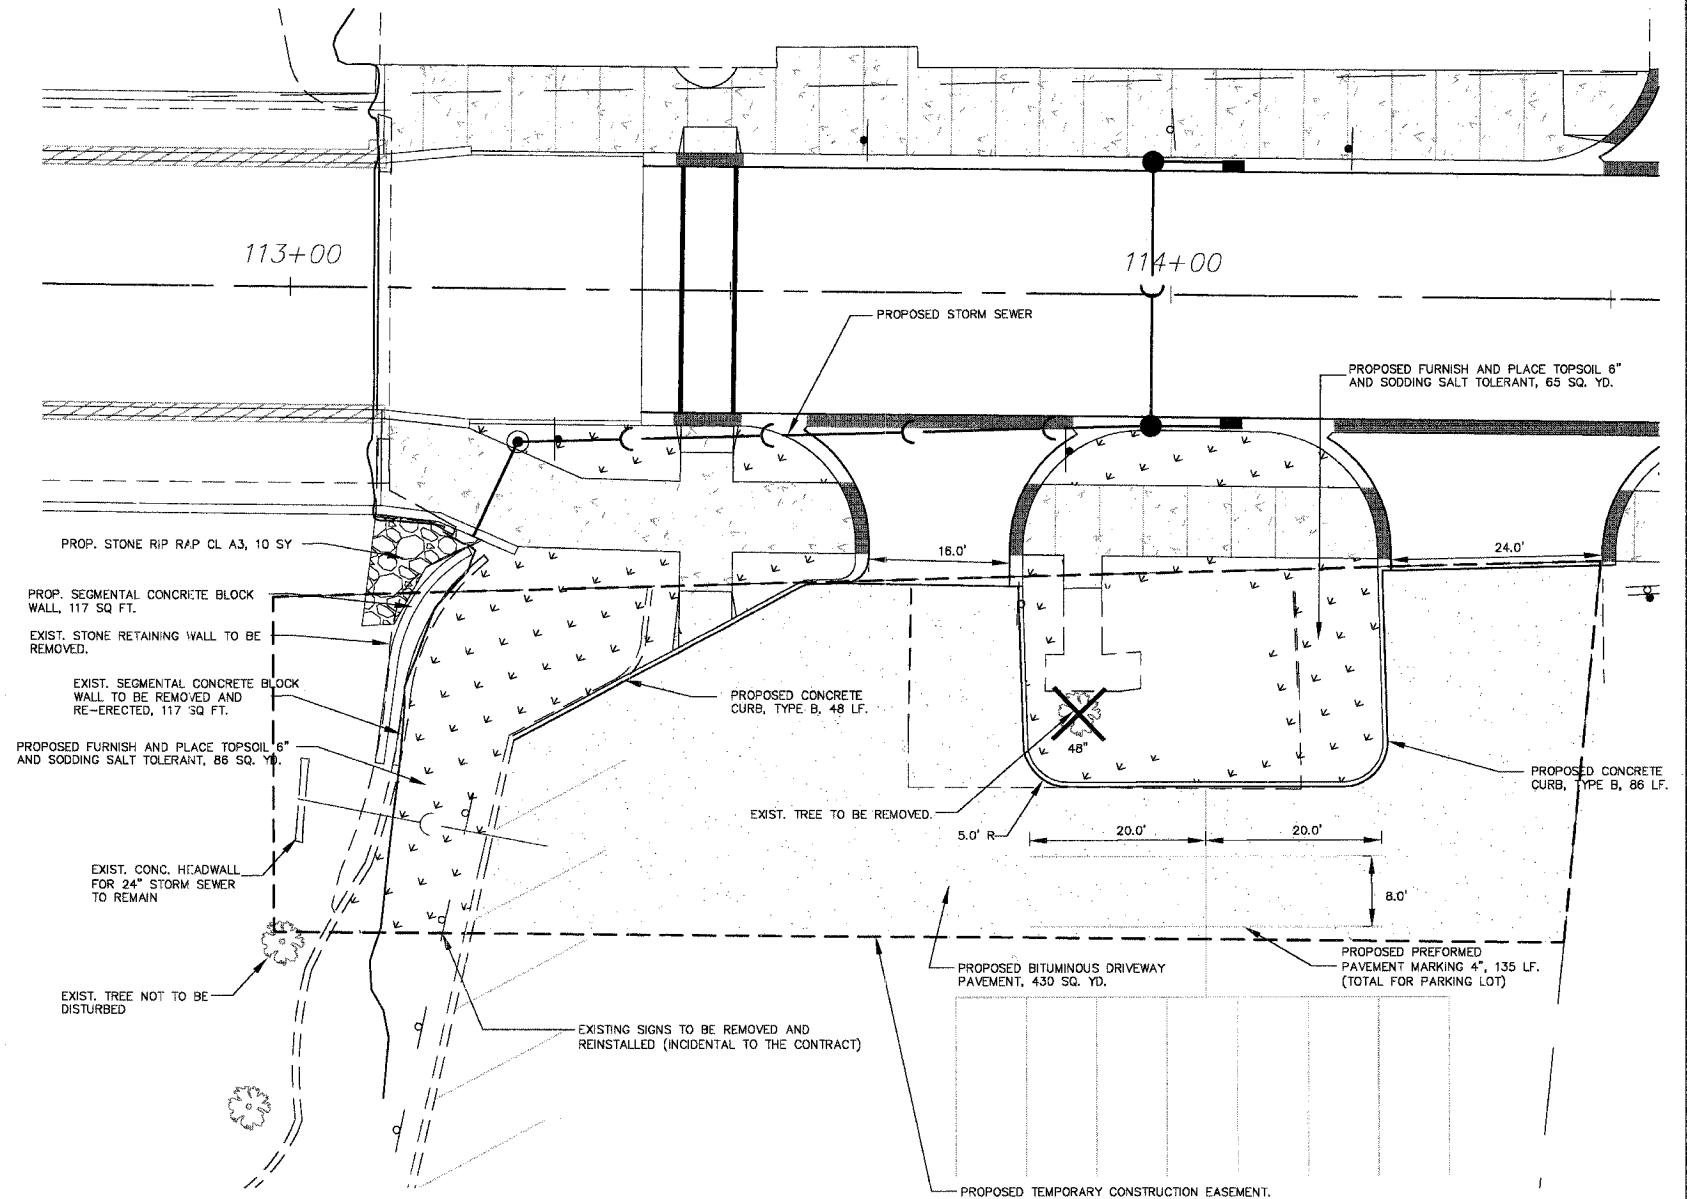 113+00
114+00
PROPOSED STORM SEWER
PROPOSED FURNISH AND PLACE TOPSOIL 6"
AND SODDING SALT TOLERANT, 65 SQ. YD.
PROP. STONE RIP RAP CL A3, 10 SY
16.0'
24.0'
PROP. SEGMENTAL CONCRETE BLOCK
WALL, 117 SQ FT.
EXIST. STONE RETAINING WALL TO BE
REMOVED.
EXIST. SEGMENTAL CONCRETE BLOCK
WALL TO BE REMOVED AND
RE-ERECTED, 117 SQ FT.
PROPOSED CONCRETE
CURB, TYPE B, 48 LF.
PROPOSED FURNISH AND PLACE TOPSOIL 6"
AND SODDING SALT TOLERANT, 86 SQ. YD.
48"
PROPOSED CONCRETE
CURB, TYPE B, 86 LF.
EXIST. TREE TO BE REMOVED.
5.0' R
20.0'
20.0'
EXIST. CONC. HEADWALL
FOR 24" STORM SEWER
TO REMAIN
8.0'
PROPOSED PREFORMED
PAVEMENT MARKING 4", 135 LF.
(TOTAL FOR PARKING LOT)
PROPOSED BITUMINOUS DRIVEWAY
PAVEMENT, 430 SQ. YD.
EXIST. TREE NOT TO BE
DISTURBED
EXISTING SIGNS TO BE REMOVED AND
REINSTALLED (INCIDENTAL TO THE CONTRACT)
PROPOSED TEMPORARY CONSTRUCTION EASEMENT.